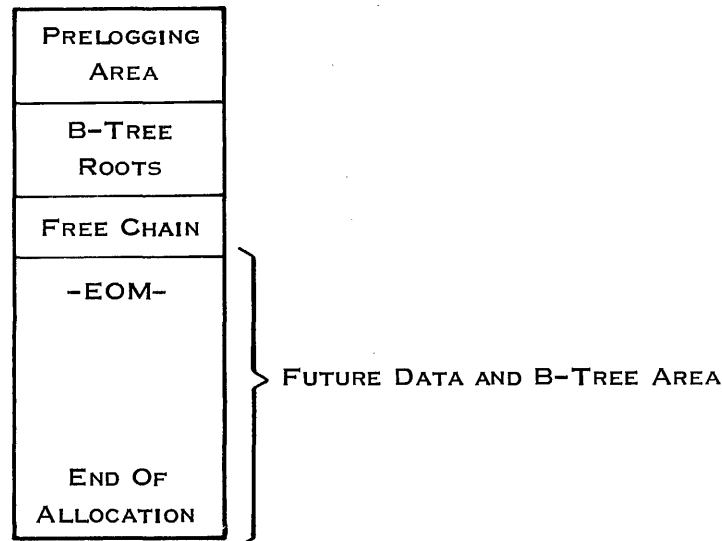 PRELOGGING
AREA
B-TREE
ROOTS
FREE CHAIN
-EOM-
FUTURE DATA AND B-TREE AREA
END OF
ALLOCATION